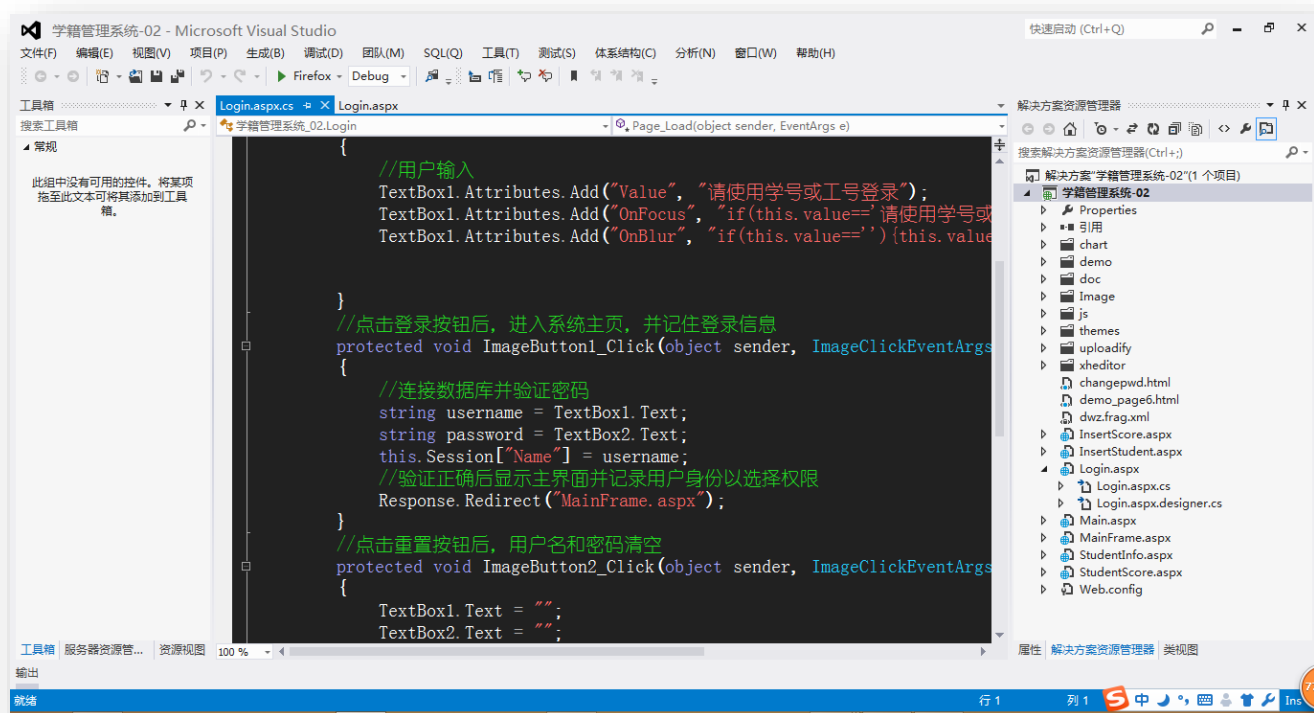 学籍管理系统-02 - Microsoft Visual Studio
快速启动 (Ctrl+Q)
文件(F) 编辑(E) 视图(V) 项目(P) 生成(B) 调试(D) 团队(M) SQL(Q) 工具(T) 测试(S) 体系结构(C) 分析(N) 窗口(W) 帮助(H)
Firefox Debug
工具箱
搜索工具箱
常规
此组中没有可用的控件。将某项
拖至此文本可将其添加到工具
箱。
Login.aspx.cs Login.aspx
学籍管理系统_02.Login Page_Load(object sender, EventArgs e)
{
//用户输入
TextBox1.Attributes.Add("Value", "请使用学号或工号登录");
TextBox1.Attributes.Add("OnFocus", "if(this.value=='请使用学号或
TextBox1.Attributes.Add("OnBlur", "if(this.value==''){this.value
}
//点击登录按钮后，进入系统主页，并记住登录信息
protected void ImageButton1_Click(object sender, ImageClickEventArgs
{
//连接数据库并验证密码
string username = TextBox1.Text;
string password = TextBox2.Text;
this.Session["Name"] = username;
//验证正确后显示主界面并记录用户身份以选择权限
Response.Redirect("MainFrame.aspx");
}
//点击重置按钮后，用户名和密码清空
protected void ImageButton2_Click(object sender, ImageClickEventArgs
{
TextBox1.Text = "";
TextBox2.Text = "";
100 %
解决方案资源管理器
搜索解决方案资源管理器(Ctrl+;)
解决方案"学籍管理系统-02"(1 个项目)
学籍管理系统-02
Properties
引用
chart
demo
doc
Image
js
themes
uploadify
xheditor
changepwd.html
demo_page6.html
dwz.frag.xml
InsertScore.aspx
InsertStudent.aspx
Login.aspx
Login.aspx.cs
Login.aspx.designer.cs
Main.aspx
MainFrame.aspx
StudentInfo.aspx
StudentScore.aspx
Web.config
工具箱 服务器资源管... 资源视图
属性 解决方案资源管理器 类视图
输出
就绪
行 1 列 1 中 Ins